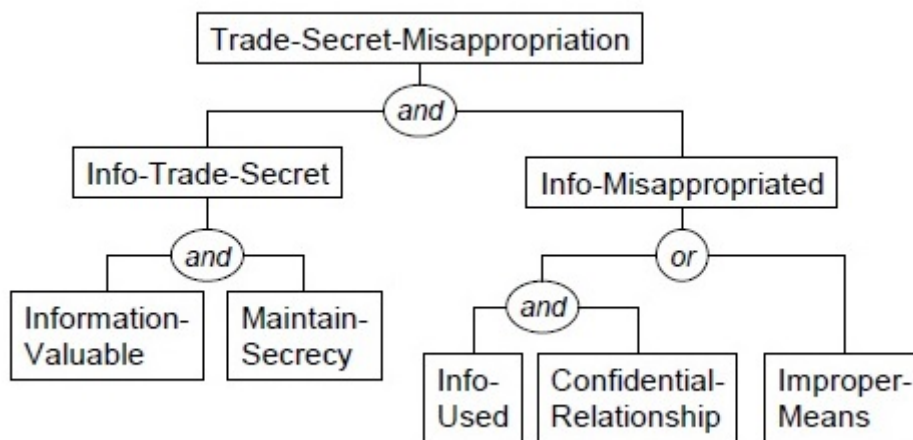 Trade-Secret-Misappropriation
and
Info-Trade-Secret
Info-Misappropriated
and
or
Information-
Valuable
Maintain-
Secrecy
and
Info-
Used
Confidential-
Relationship
Improper-
Means